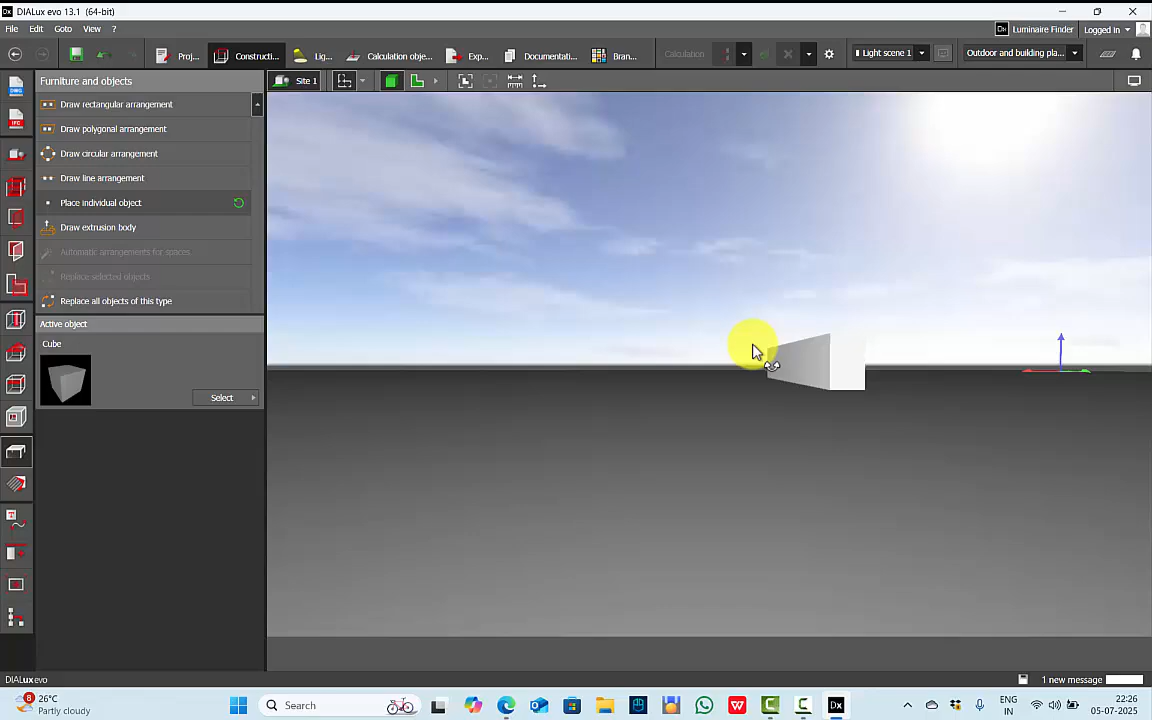 DIALux evo 13.1 (64-bit)
File Edit Goto View ?
Luminaire Finder
Logged in
Proj...
Constructi...
Lig...
Calculation obje...
Exp...
Documentati...
Bran...
Calculation
Light scene 1
Outdoor and building pla...
Furniture and objects
Site 1
Draw rectangular arrangement
Draw polygonal arrangement
Draw circular arrangement
Draw line arrangement
Place individual object
Draw extrusion body
Automatic arrangements for spaces
Replace selected objects
Replace all objects of this type
Active object
Cube
Select
DIALux evo
1 new message
8
26°C
Partly cloudy
Search
ENG
IN
22:26
05-07-2025